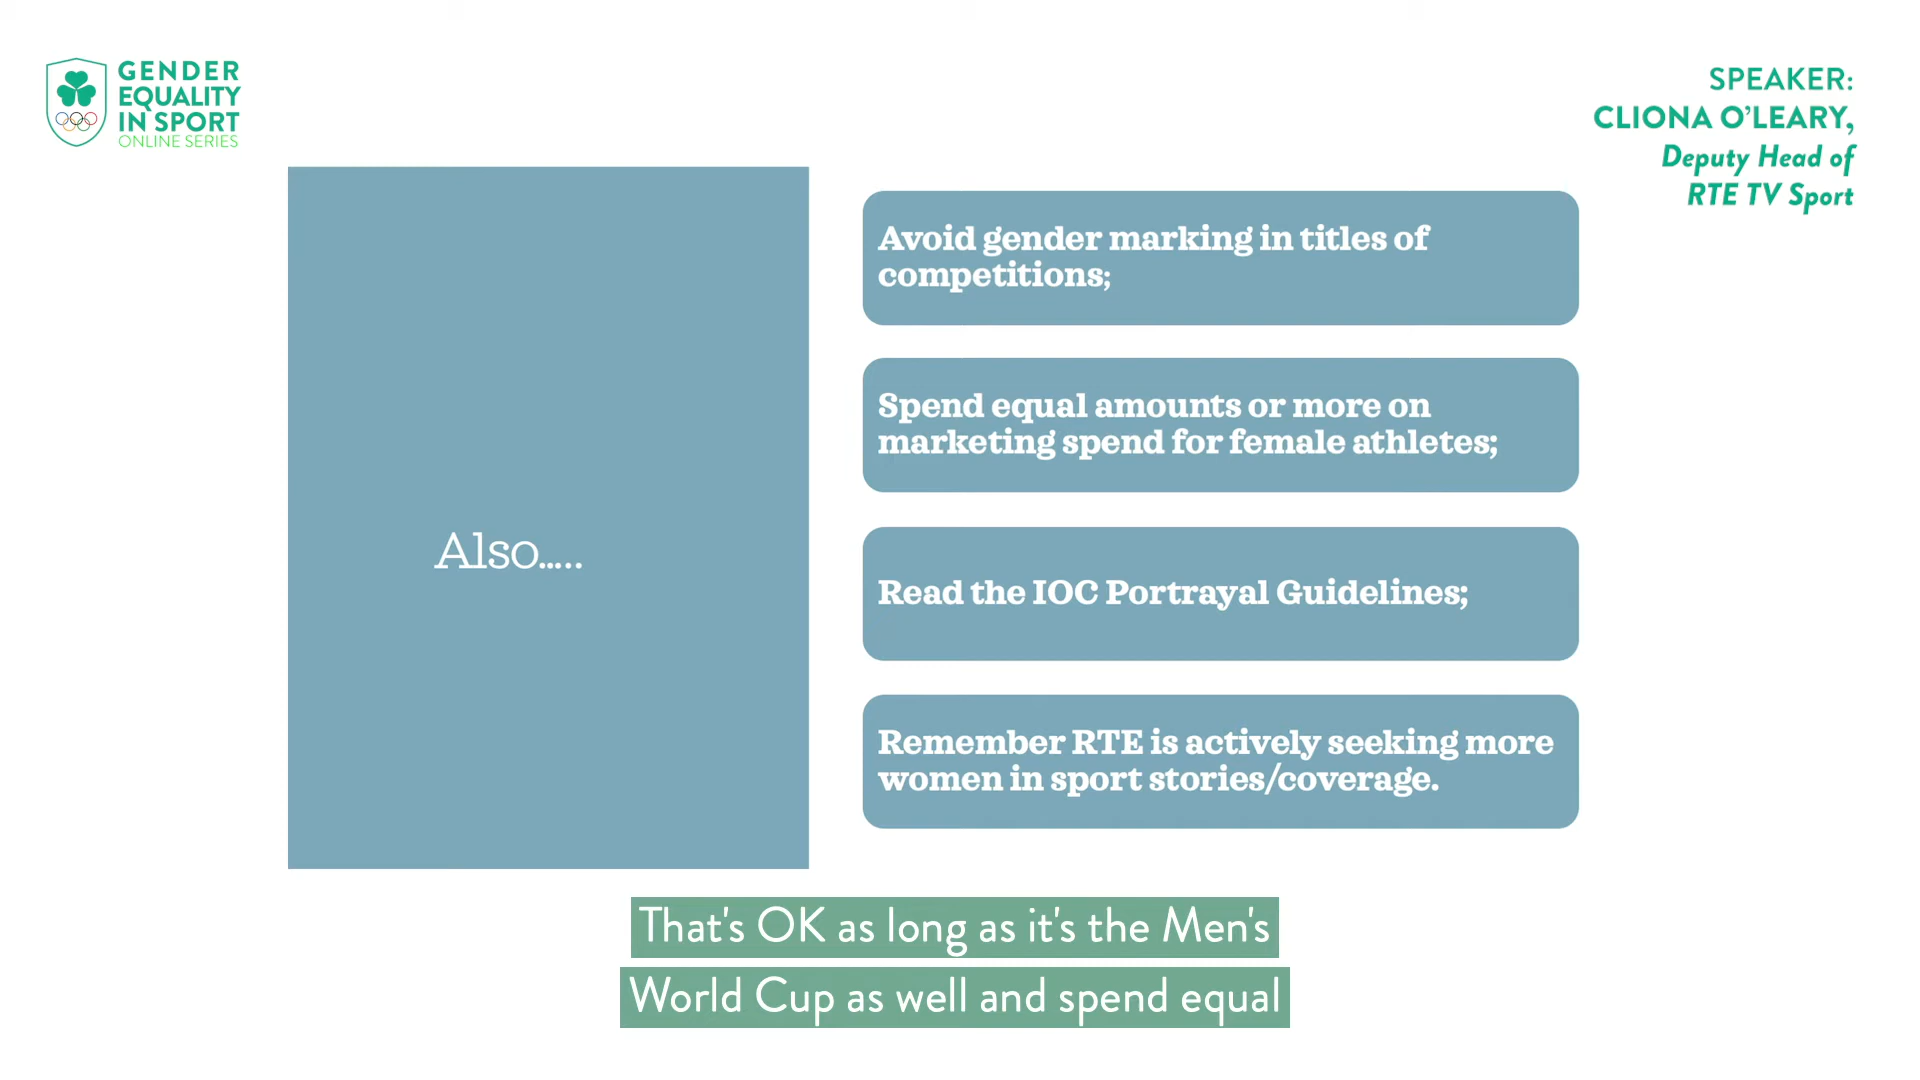 GENDER
EQUALITY
IN SPORT
ONLINE SERIES
SPEAKER:
CLIONA O'LEARY,
Deputy Head of
RTE TV Sport
Also.....
Avoid gender marking in titles of
competitions;
Spend equal amounts or more on
marketing spend for female athletes;
Read the IOC Portrayal Guidelines;
Remember RTE is actively seeking more
women in sport stories/coverage.
That's OK as long as it's the Men's
World Cup as well and spend equal